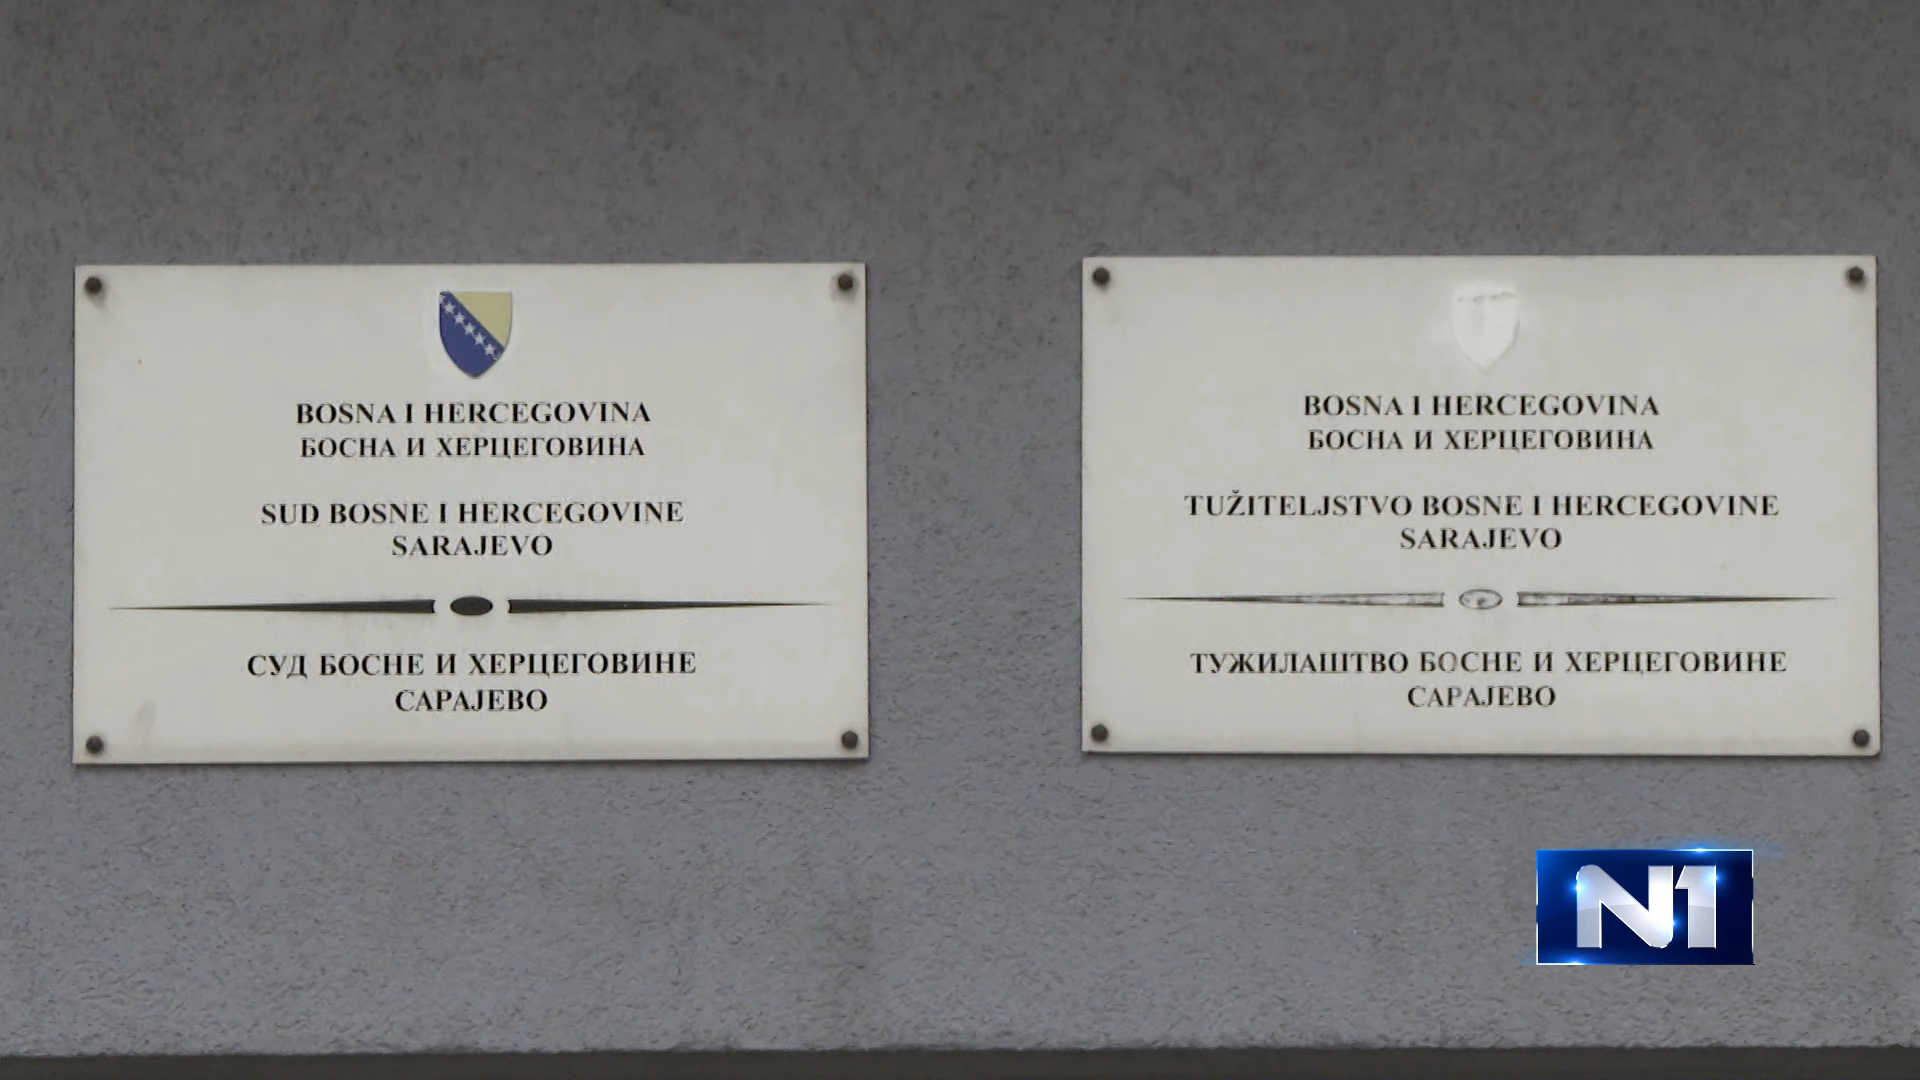 BOSNA I HERCEGOVINA
БОСНА И ХЕРЦЕГОВИНА
SUD BOSNE I HERCEGOVINE
SARAJEVO
СУД БОСНЕ И ХЕРЦЕГОВИНЕ
САРАЈЕВО
BOSNA I HERCEGOVINA
БОСНА И ХЕРЦЕГОВИНА
TUŽITELJSTVO BOSNE I HERCEGOVINE
SARAJEVO
ТУЖИЛАШТВО БОСНЕ И ХЕРЦЕГОВИНЕ
САРАЈЕВО
N1